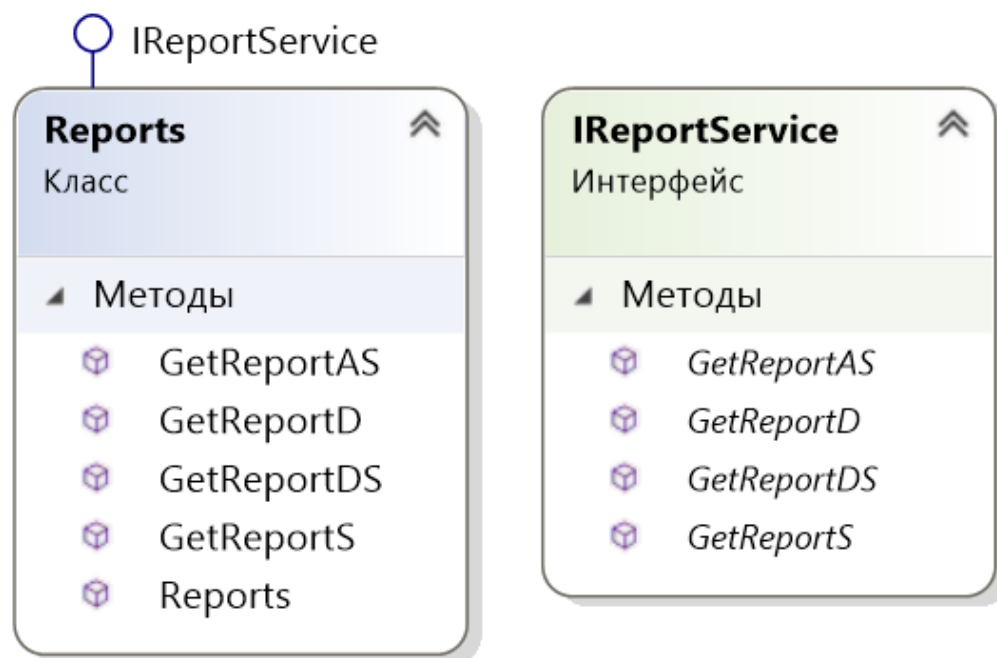 IReportService
Reports
Класс
Методы
GetReportAS
GetReportD
GetReportDS
GetReportS
Reports
IReportService
Интерфейс
Методы
GetReportAS
GetReportD
GetReportDS
GetReportS